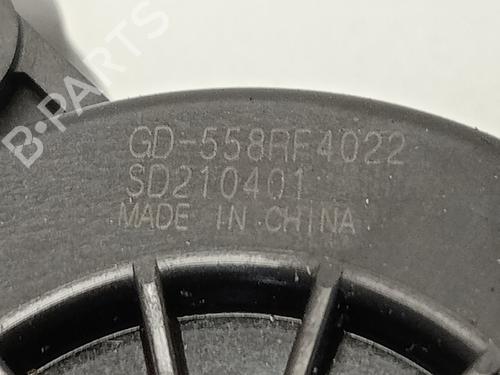 B-PARTS
GD-558RF4022
SD210401
MADE IN CHINA